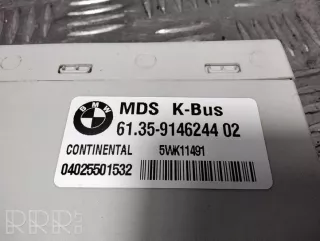 BMW
MDS K-Bus
61.35-9146244 02
CONTINENTAL 5WK11491
04025501532
RRR